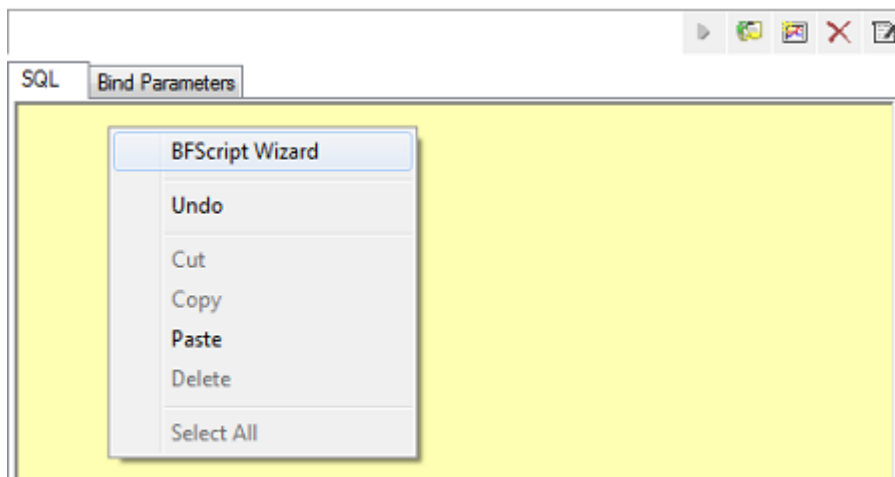 SQL
Bind Parameters
BFScript Wizard
Undo
Cut
Copy
Paste
Delete
Select All